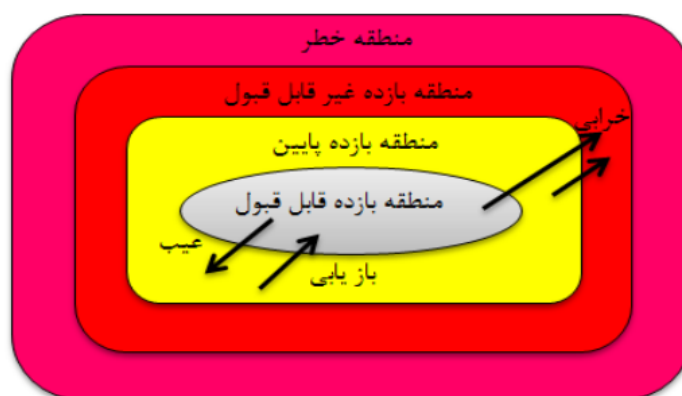 منطقه خطر
منطقه بازده غیر قابل قبول
خرابی
منطقه بازده پایین
منطقه بازده قابل قبول
عیب
باز یابی